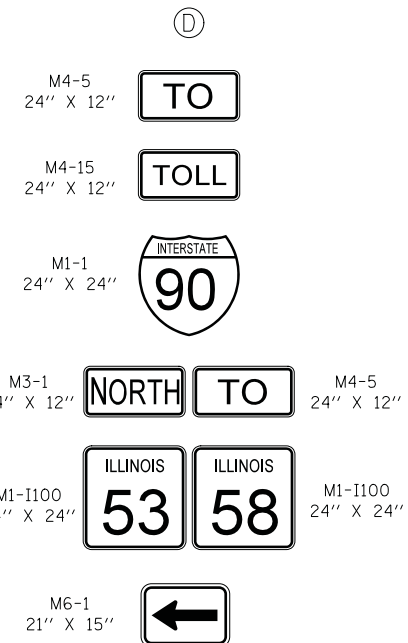 D
M4-5
24'' X 12''
TO
M4-15
24'' X 12''
TOLL
M1-1
24'' X 24''
INTERSTATE
90
M3-1
4'' X 12''
NORTH
TO
M4-5
24'' X 12''
M1-I100
4'' X 24''
ILLINOIS
53
ILLINOIS
58
M1-I100
24'' X 24''
M6-1
21'' X 15''